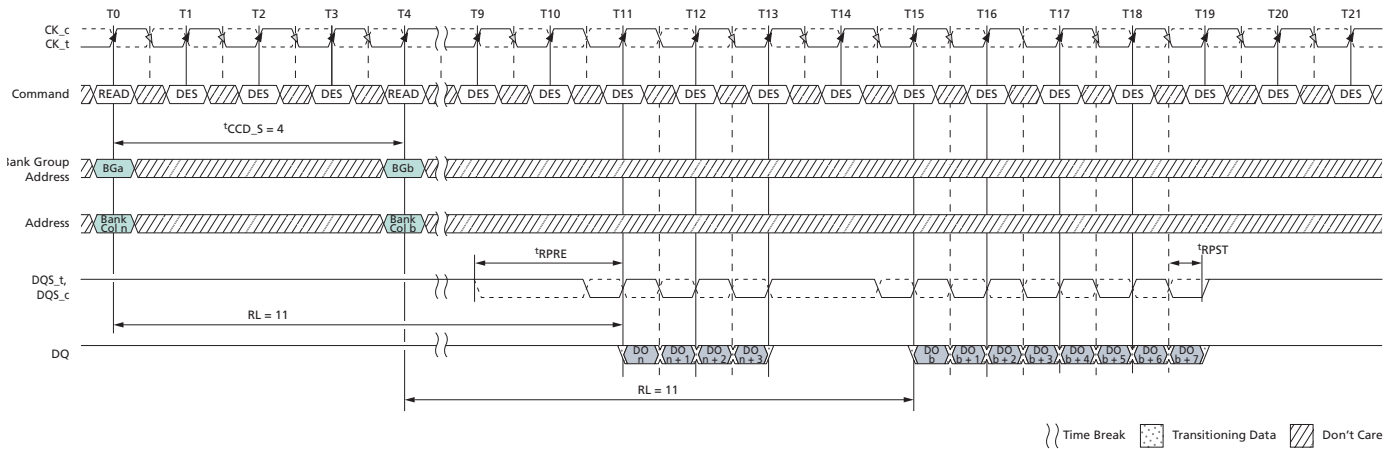 T0 T1 T2 T3 T4 T9 T10 T11 T12 T13 T14 T15 T16 T17 T18 T19 T20 T21
CK_c
CK_t
Command READ DES DES DES READ DES DES DES DES DES DES DES DES DES DES DES DES DES
tCCD_S = 4
Bank Group
Address
BGa BGb
Address
Bank
Col n
Bank
Col b
tRPRE tRPST
DQS_t,
DQS_c
RL = 11
DQ
DO
n
DO
n + 1
DO
n + 2
DO
n + 3
DO
b
DO
b + 1
DO
b + 2
DO
b + 3
DO
b + 4
DO
b + 5
DO
b + 6
DO
b + 7
RL = 11
Time Break Transitioning Data Don't Care